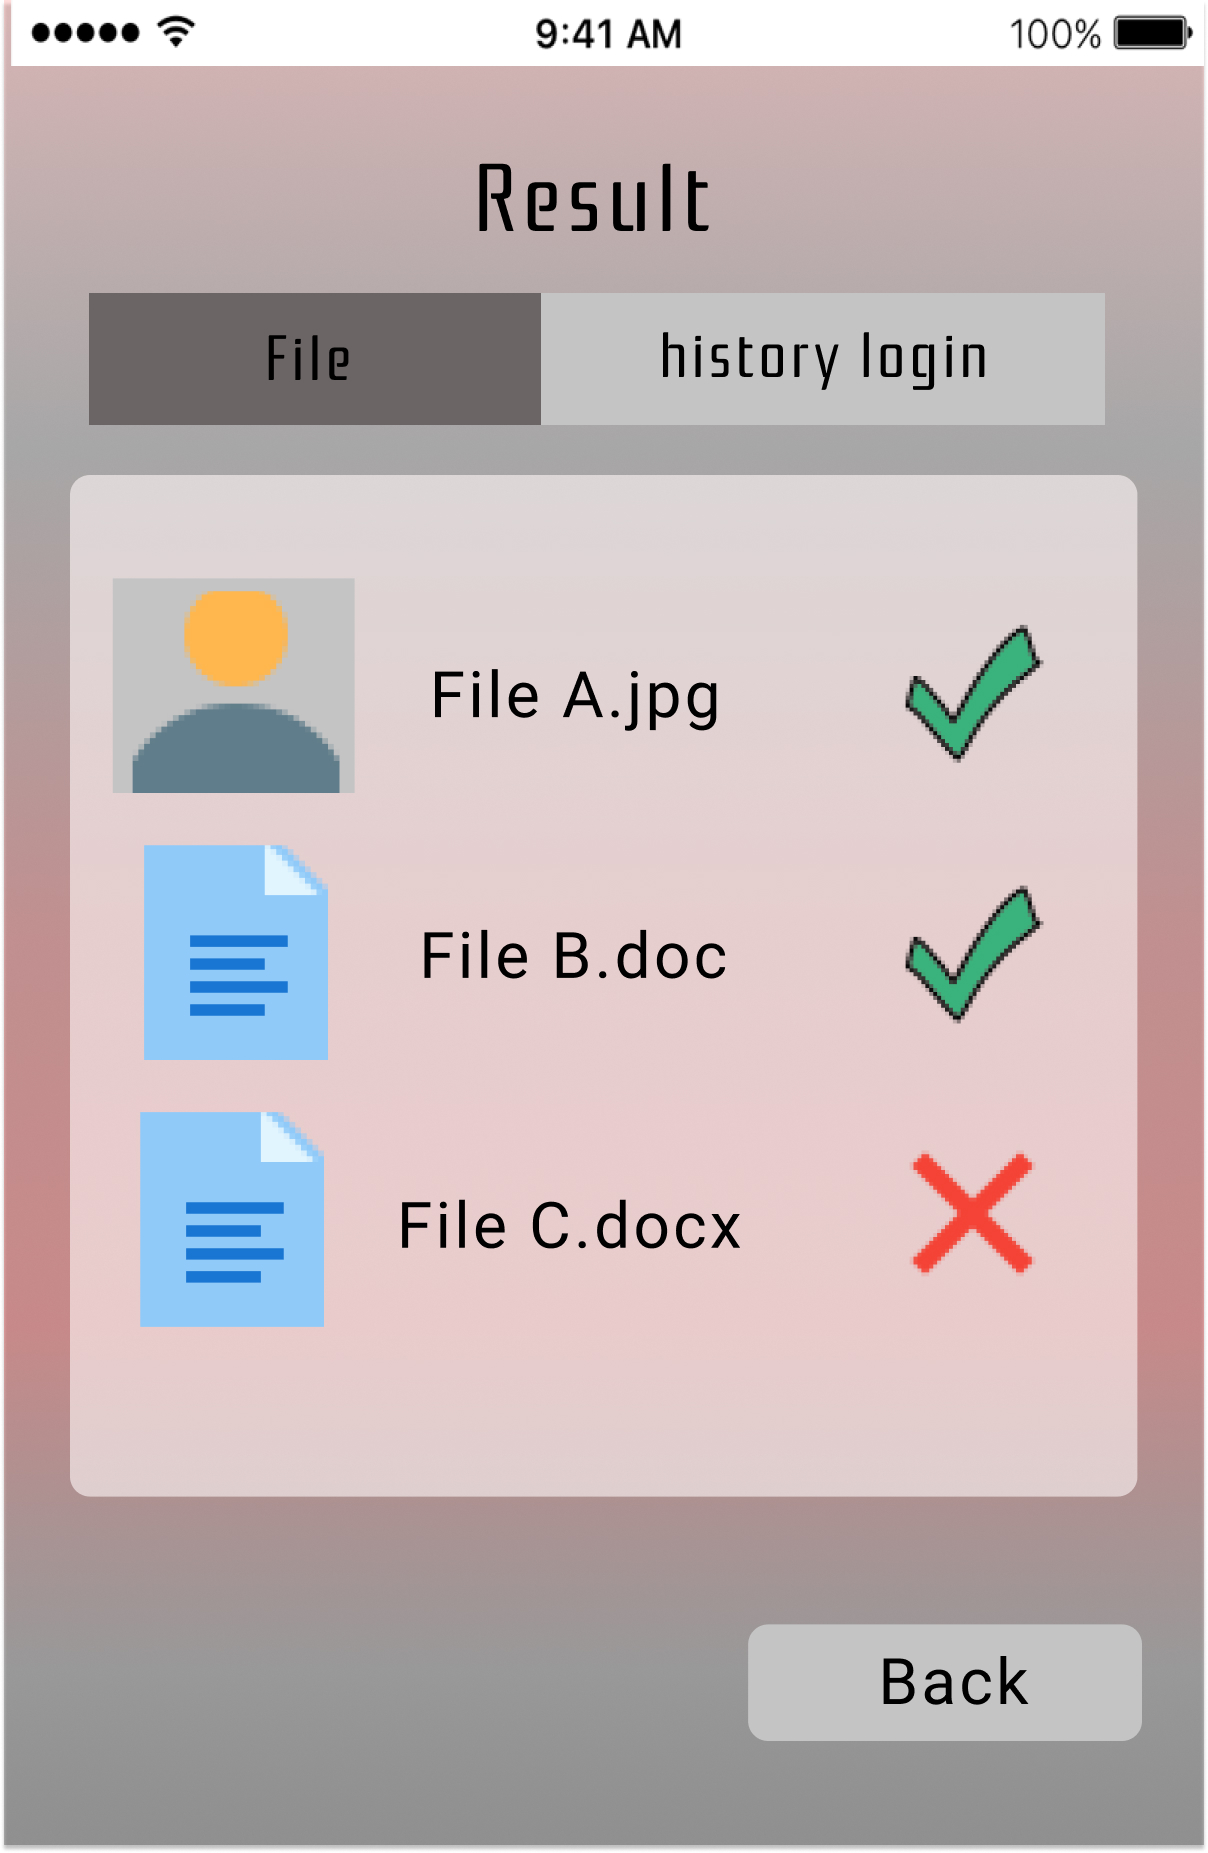 9:41 AM 100%
Result
File history login
File A.jpg
File B.doc
File C.docx
Back